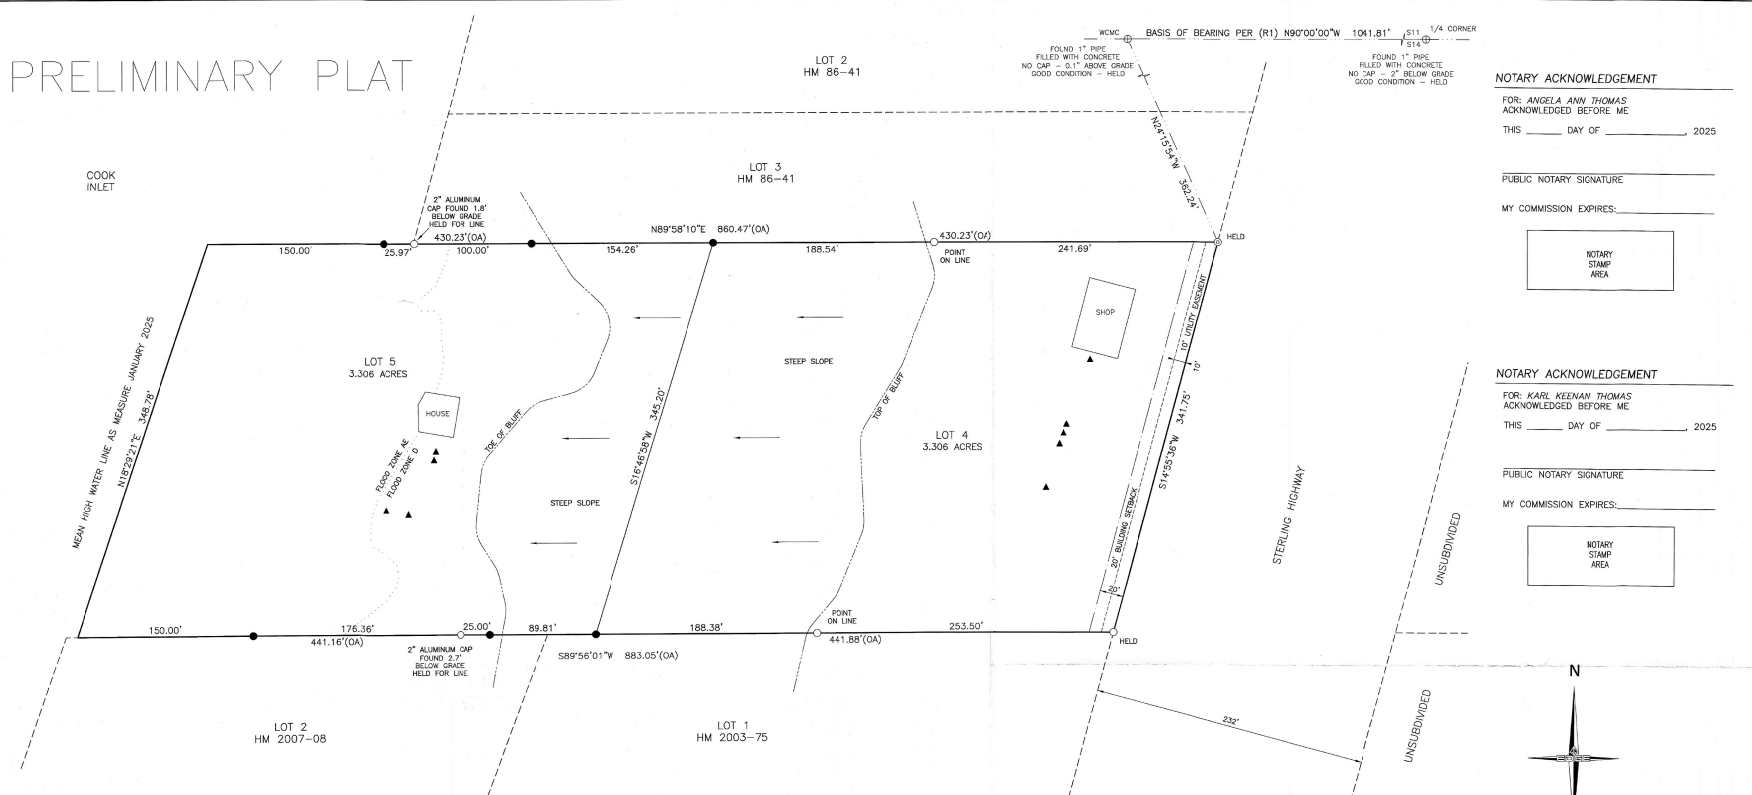 PRELIMINARY PLAT
COOK
INLET
LOT 2
HM 86-41
WCMC
BASIS OF BEARING PER (R1) N90°00'00"W 1041.81'
S11
S14
1/4 CORNER
FOUND 1" PIPE
FILLED WITH CONCRETE
NO CAP - 0.1" ABOVE GRADE
GOOD CONDITION - HELD
FOUND 1" PIPE
FILLED WITH CONCRETE
NO CAP - 2" BELOW GRADE
GOOD CONDITION - HELD
N24°15'54"W 362.24'
LOT 3
HM 86-41
2" ALUMINUM
CAP FOUND 1.8'
BELOW GRADE
HELD FOR LINE
430.23'(OA)
N89°58'10"E 860.47'(OA)
430.23'(OA)
HELD
150.00'
25.97'
100.00'
154.26'
188.54'
POINT
ON LINE
241.69'
SHOP
10' UTILITY EASEMENT
10'
MEAN HIGH WATER LINE AS MEASURE JANUARY 2025
N18°29'21"E 348.78'
LOT 5
3.306 ACRES
HOUSE
FLOOD ZONE AE
FLOOD ZONE D
TOE OF BLUFF
STEEP SLOPE
STEEP SLOPE
S16°46'58"W 345.20'
TOP OF BLUFF
LOT 4
3.306 ACRES
S14°55'36"W 341.75'
20' BUILDING SETBACK
20'
STERLING HIGHWAY
UNSUBDIVIDED
UNSUBDIVIDED
150.00'
176.36'
441.16'(OA)
25.00'
89.81'
188.38'
POINT
ON LINE
441.88'(OA)
253.50'
HELD
2" ALUMINUM CAP
FOUND 2.7'
BELOW GRADE
HELD FOR LINE
S89°56'01"W 883.05'(OA)
LOT 2
HM 2007-08
LOT 1
HM 2003-75
232'
NOTARY ACKNOWLEDGEMENT
FOR: ANGELA ANN THOMAS
ACKNOWLEDGED BEFORE ME
THIS ______ DAY OF ____________, 2025
PUBLIC NOTARY SIGNATURE
MY COMMISSION EXPIRES:______________
NOTARY
STAMP
AREA
NOTARY ACKNOWLEDGEMENT
FOR: KARL KEENAN THOMAS
ACKNOWLEDGED BEFORE ME
THIS ______ DAY OF ____________, 2025
PUBLIC NOTARY SIGNATURE
MY COMMISSION EXPIRES:______________
NOTARY
STAMP
AREA
N
EDGE